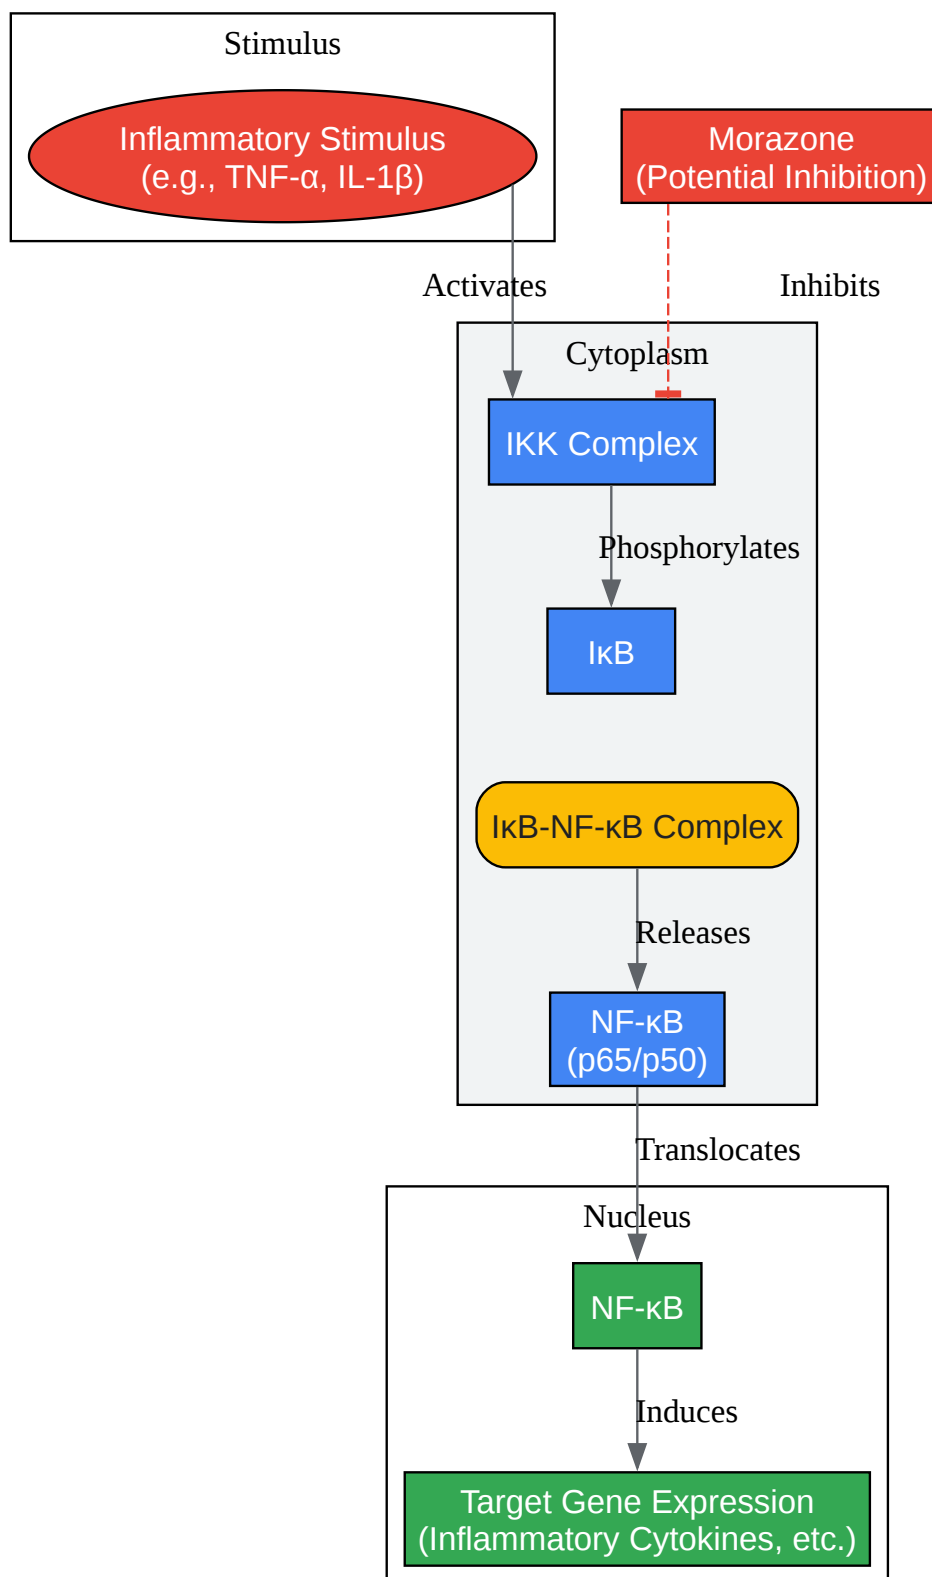 Stimulus
Inflammatory Stimulus
(e.g., TNF-α, IL-1β)
Morazone
(Potential Inhibition)
Activates
Inhibits
Cytoplasm
IKK Complex
Phosphorylates
IκB
IκB-NF-κB Complex
Releases
NF-κB
(p65/p50)
Translocates
Nucleus
NF-κB
Induces
Target Gene Expression
(Inflammatory Cytokines, etc.)